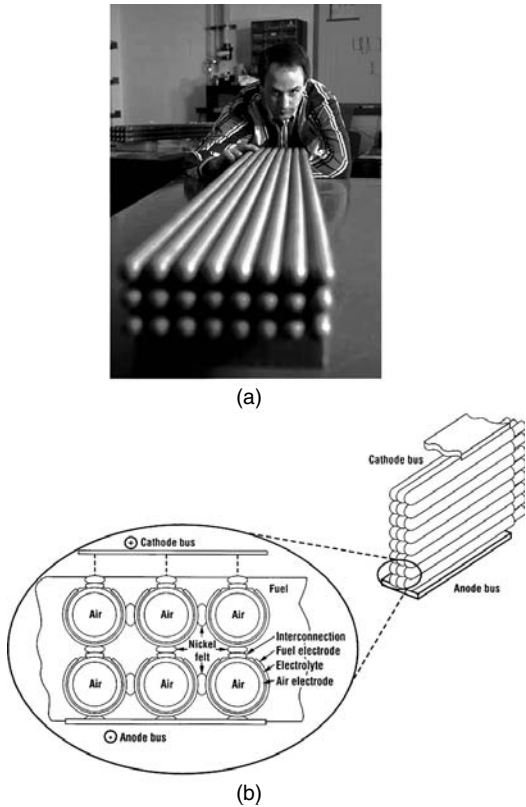 (a)
Cathode bus
Anode bus
+ Cathode bus
Fuel
Air Air Air
Interconnection
Nickel
felt
Fuel electrode
Electrolyte
Air electrode
Air Air Air
Anode bus
(b)